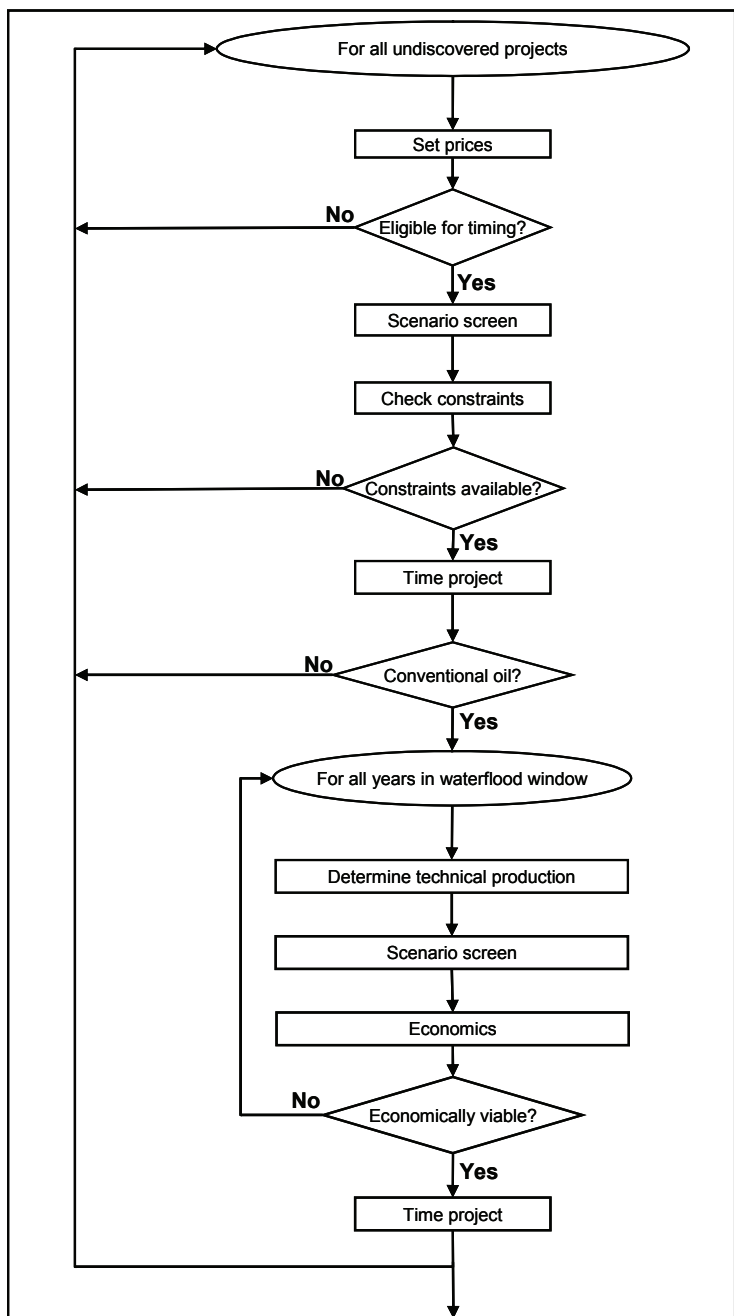 For all undiscovered projects
Set prices
No
Eligible for timing?
Yes
Scenario screen
Check constraints
No
Constraints available?
Yes
Time project
No
Conventional oil?
Yes
For all years in waterflood window
Determine technical production
Scenario screen
Economics
No
Economically viable?
Yes
Time project